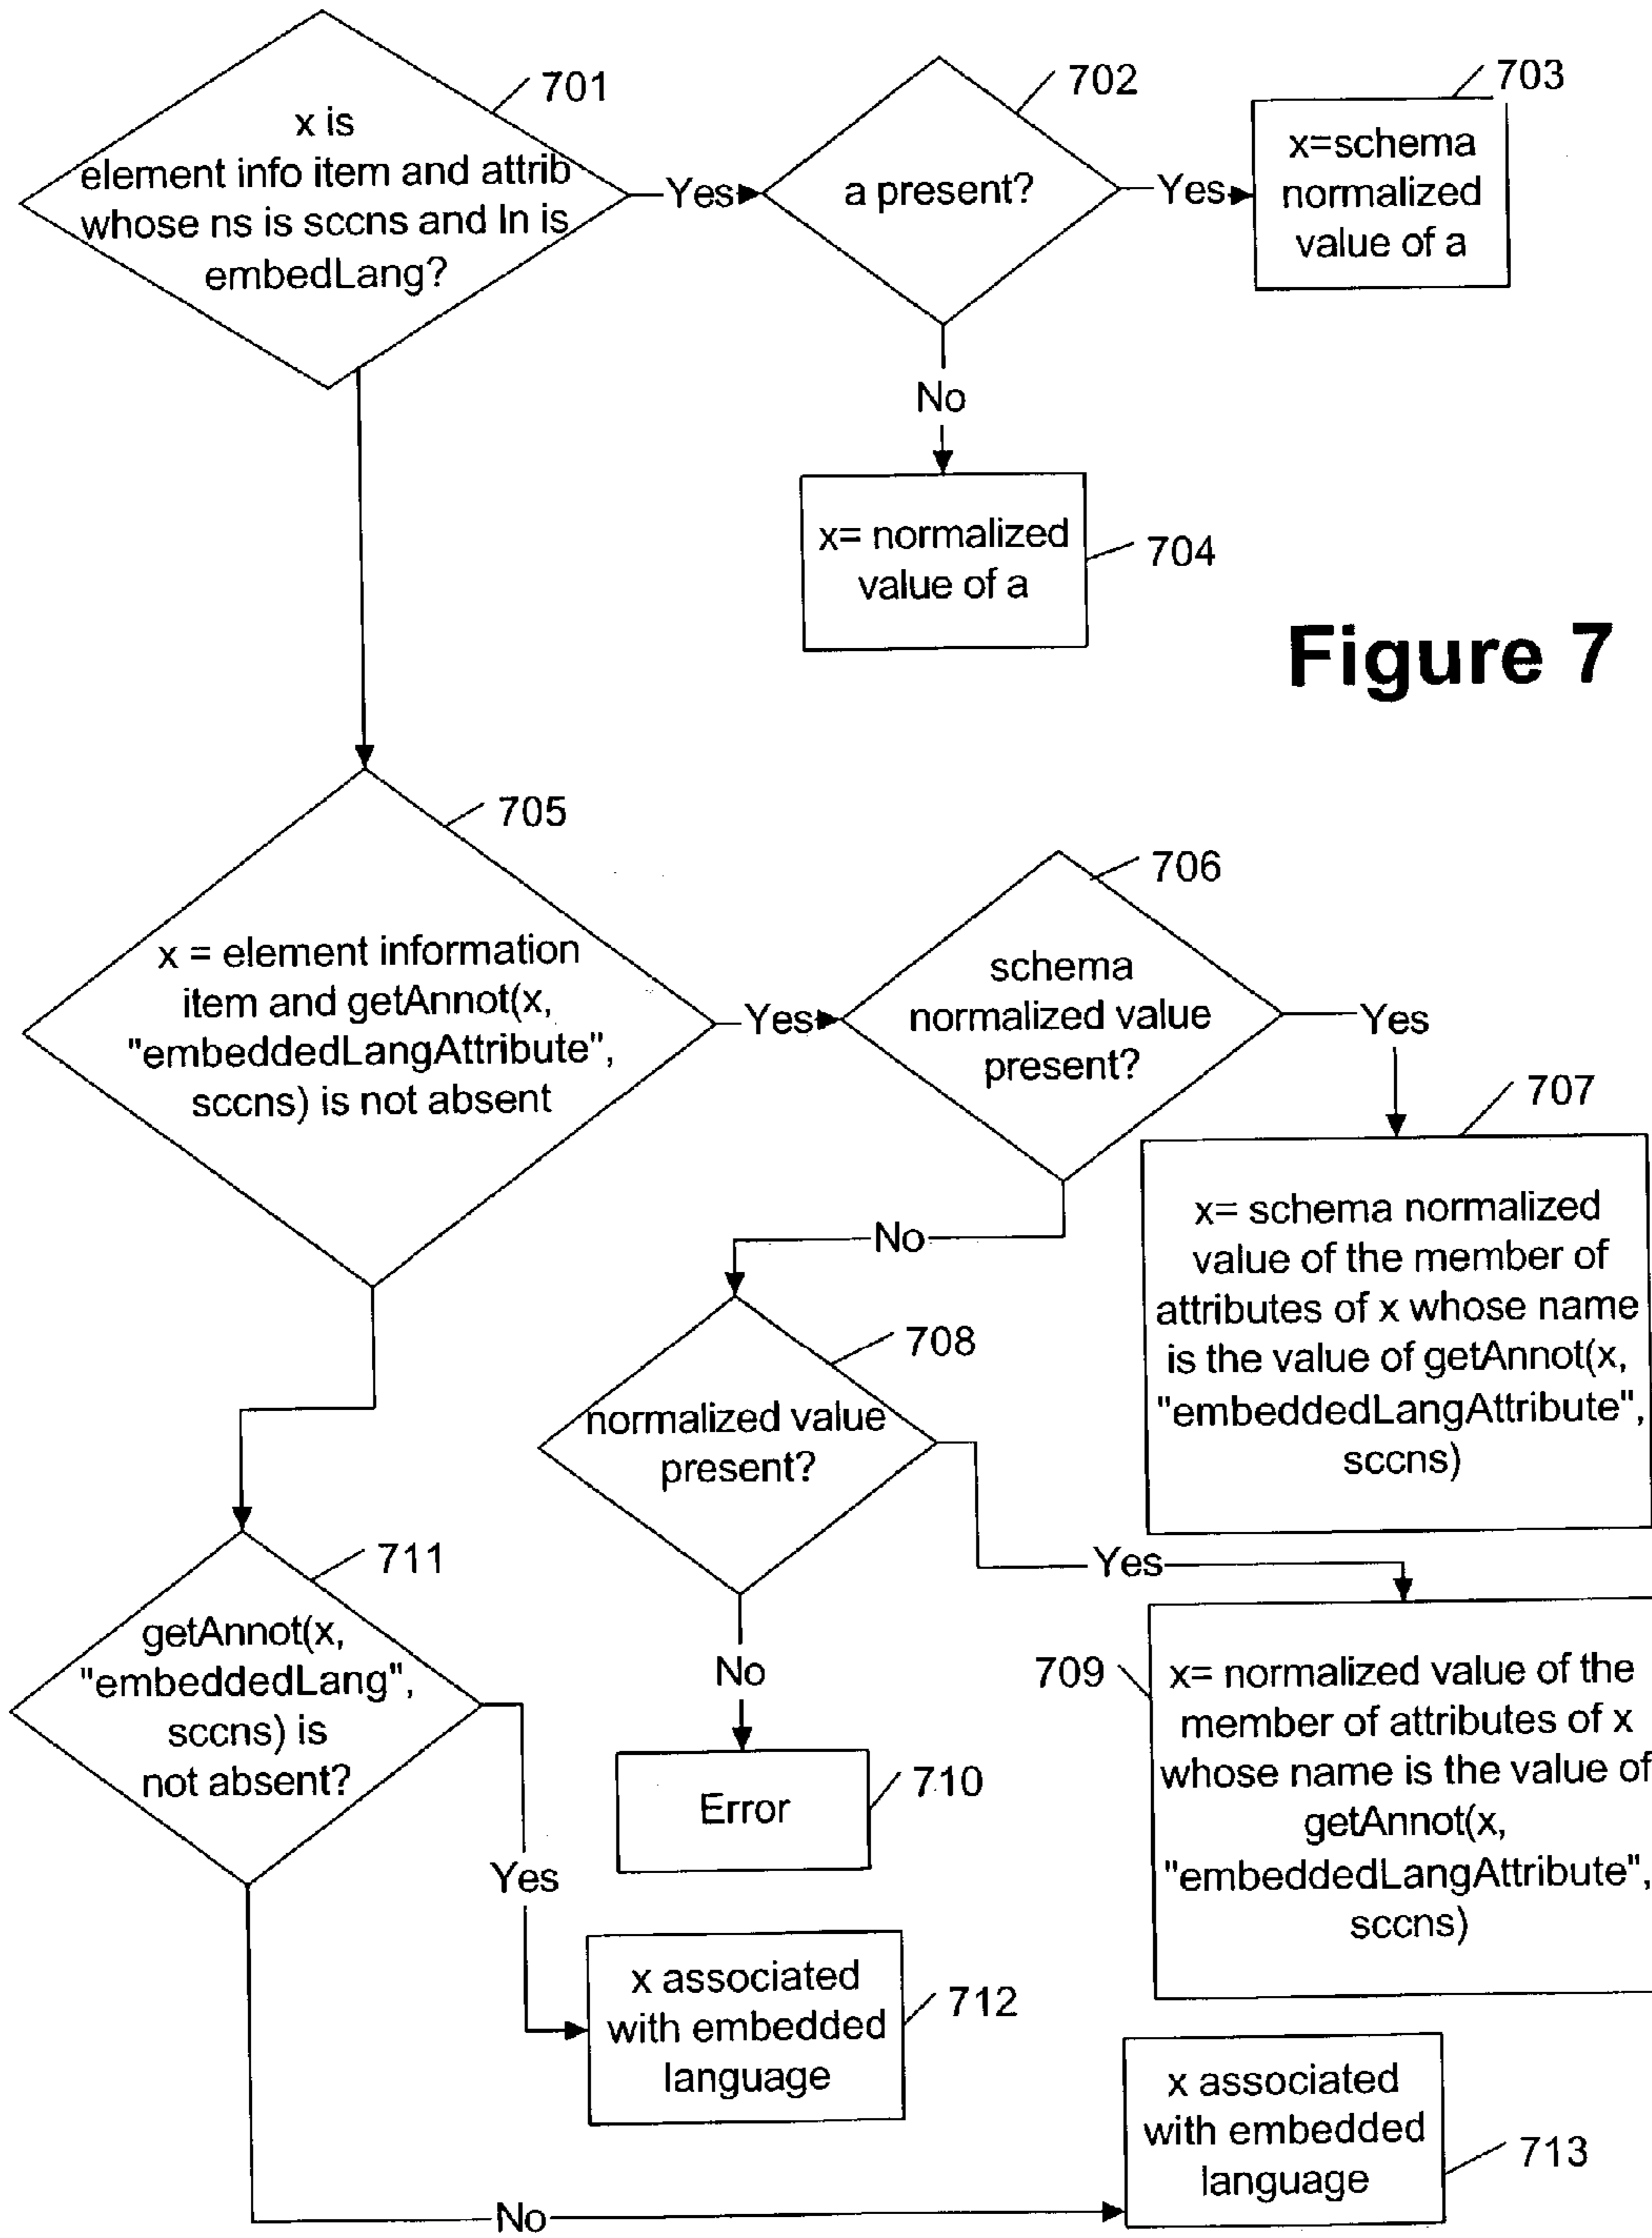 701
x is
element info item and attrib
whose ns is sccns and ln is
embedLang?
Yes
702
a present?
Yes
703
x=schema
normalized
value of a
No
x= normalized
value of a
704
Figure 7
705
x = element information
item and getAnnot(x,
"embeddedLangAttribute",
sccns) is not absent
Yes
706
schema
normalized value
present?
Yes
707
x= schema normalized
value of the member of
attributes of x whose name
is the value of getAnnot(x,
"embeddedLangAttribute",
sccns)
No
708
normalized value
present?
Yes
709
x= normalized value of the
member of attributes of x
whose name is the value of
getAnnot(x,
"embeddedLangAttribute",
sccns)
No
Error
710
711
getAnnot(x,
"embeddedLang",
sccns) is
not absent?
Yes
x associated
with embedded
language
712
No
x associated
with embedded
language
713